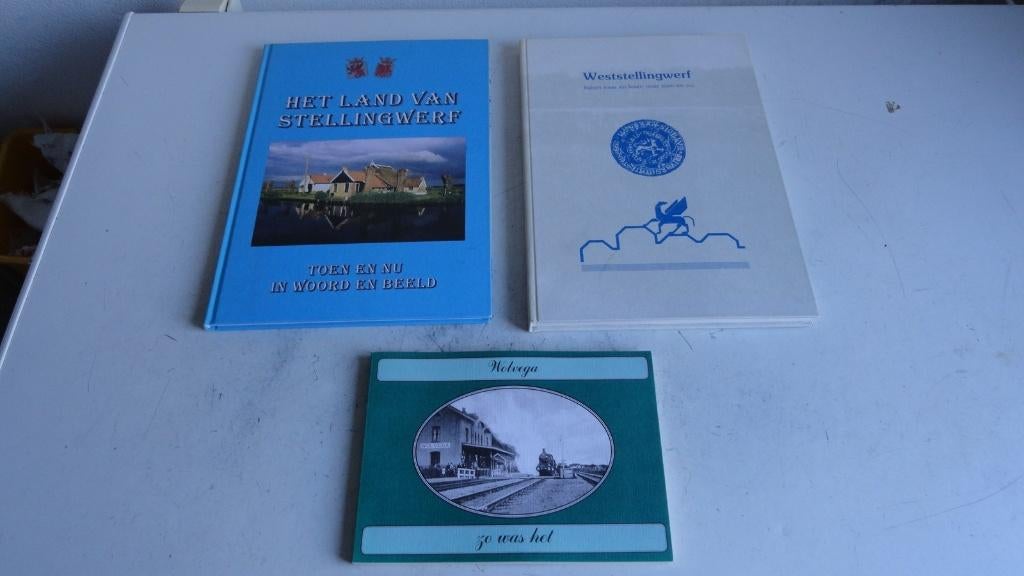 HET LAND VAN
STELLINGWERF
TOEN EN NU
IN WOORD EN BEELD
Weststellingwerf
Wolvega
zo was het